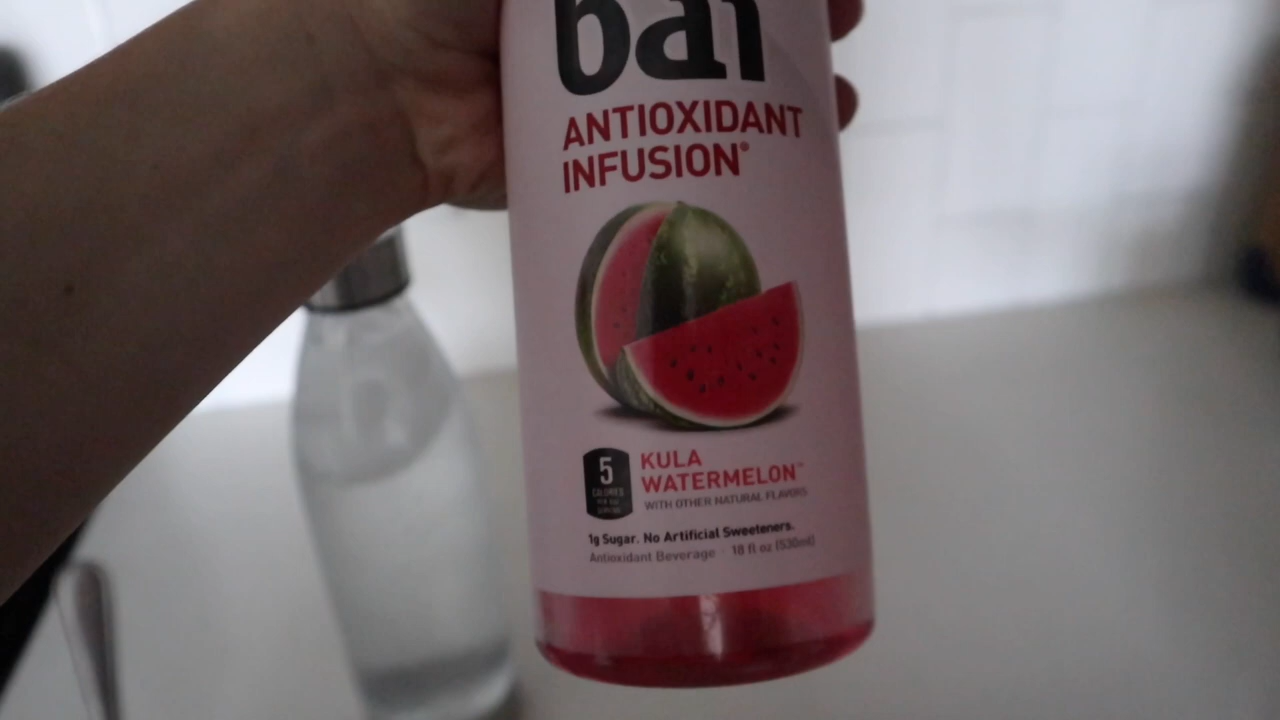 bai
ANTIOXIDANT
INFUSION®
5
CALORIES
KULA
WATERMELON™
WITH OTHER NATURAL FLAVORS
1g Sugar. No Artificial Sweeteners.
Antioxidant Beverage · 18 fl oz (530ml)